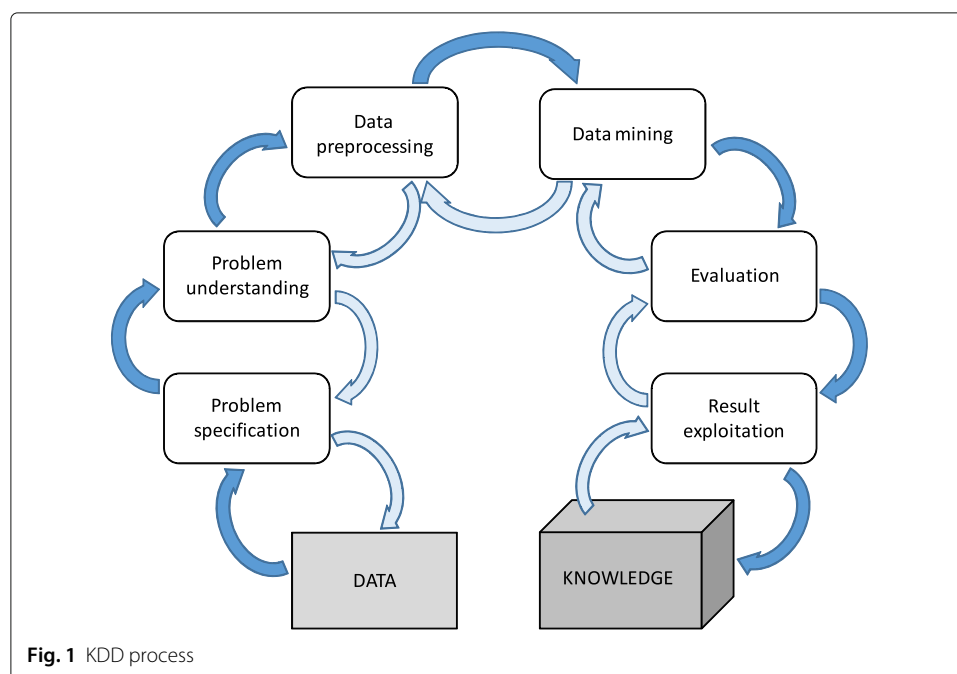 Data
preprocessing
Data mining
Problem
understanding
Evaluation
Problem
specification
Result
exploitation
DATA
KNOWLEDGE
Fig. 1 KDD process